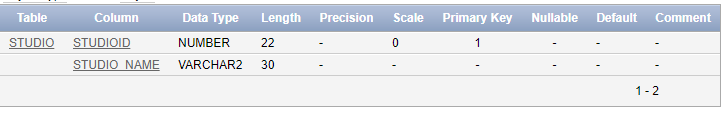 Table Column Data Type Length Precision Scale Primary Key Nullable Default Comment
STUDIO STUDIOID NUMBER 22 - 0 1 - - -
STUDIO_NAME VARCHAR2 30 - - - - - -
1 - 2